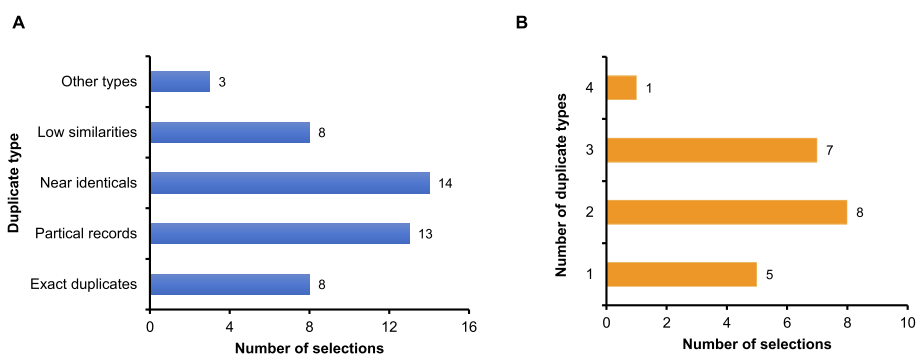 A
Duplicate type
Other types
3
Low similarities
8
Near identicals
14
Partical records
13
Exact duplicates
8
0 4 8 12 16
Number of selections
B
Number of duplicate types
4
1
3
7
2
8
1
5
0 2 4 6 8 10
Number of selections